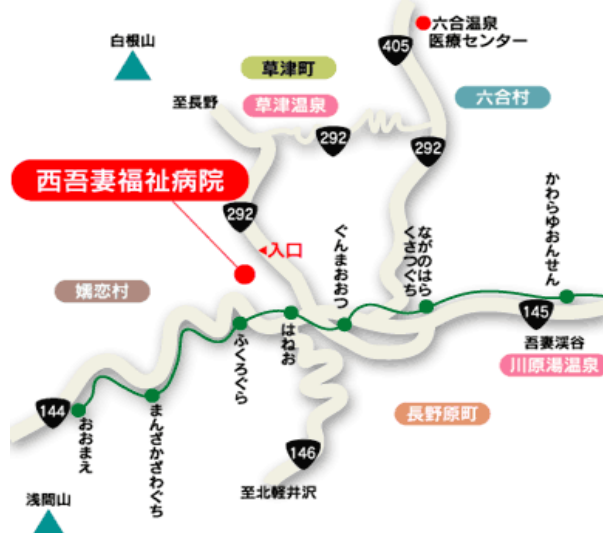 六合温泉
医療センター
白根山
405
草津町
六合村
至長野
草津温泉
292
292
西吾妻福祉病院
292
入口
かわらゆおんせん
ながのはら
くさつぐち
ぐんまおおつ
嬬恋村
はねお
ふくろぐら
145
吾妻渓谷
川原湯温泉
144
まんざかざわぐち
おおまえ
長野原町
146
至北軽井沢
浅間山